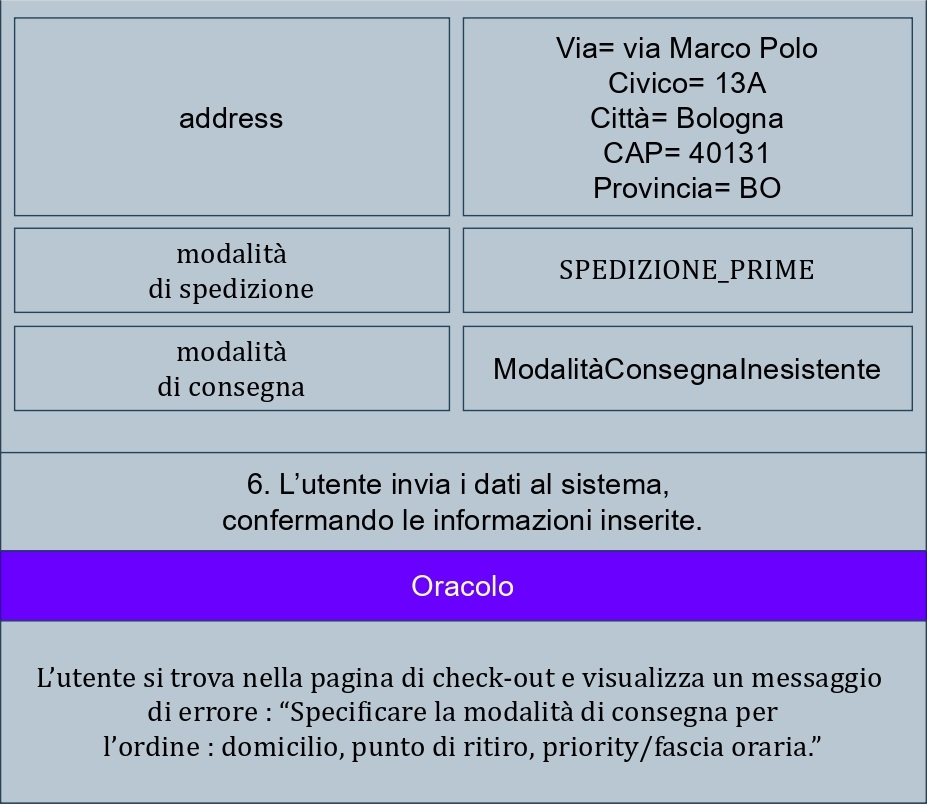 address
Via= via Marco Polo
Civico= 13A
Città= Bologna
CAP= 40131
Provincia= BO
modalità
di spedizione
SPEDIZIONE_PRIME
modalità
di consegna
ModalitàConsegnaInesistente
6. L’utente invia i dati al sistema,
confermando le informazioni inserite.
Oracolo
L’utente si trova nella pagina di check-out e visualizza un messaggio
di errore : “Specificare la modalità di consegna per
l’ordine : domicilio, punto di ritiro, priority/fascia oraria.”